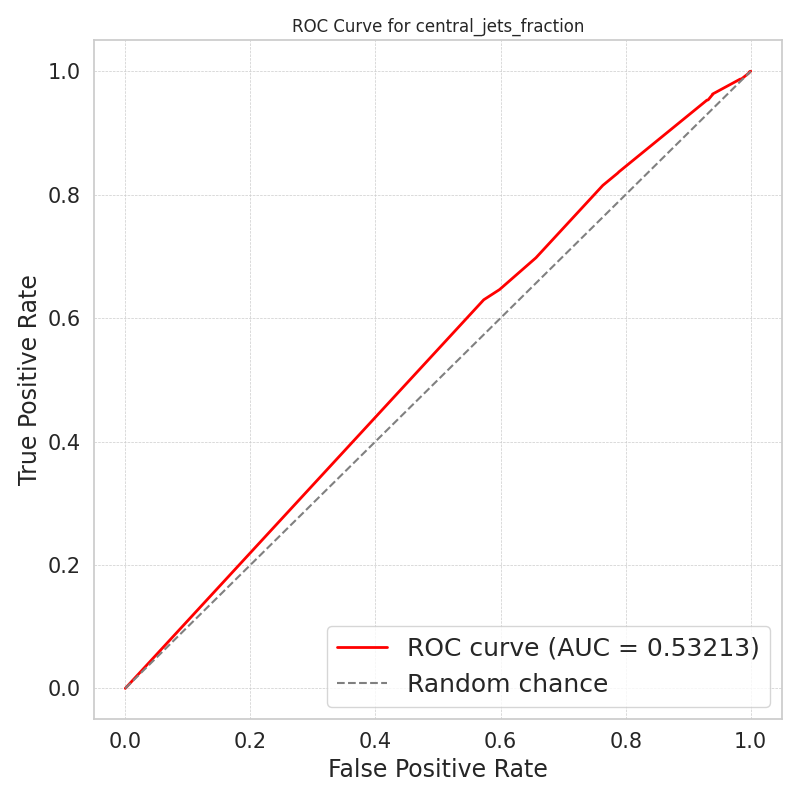 ROC Curve for central_jets_fraction
True Positive Rate
1.0
0.8
0.6
0.4
0.2
0.0
ROC curve (AUC = 0.53213)
Random chance
0.0 0.2 0.4 0.6 0.8 1.0
False Positive Rate